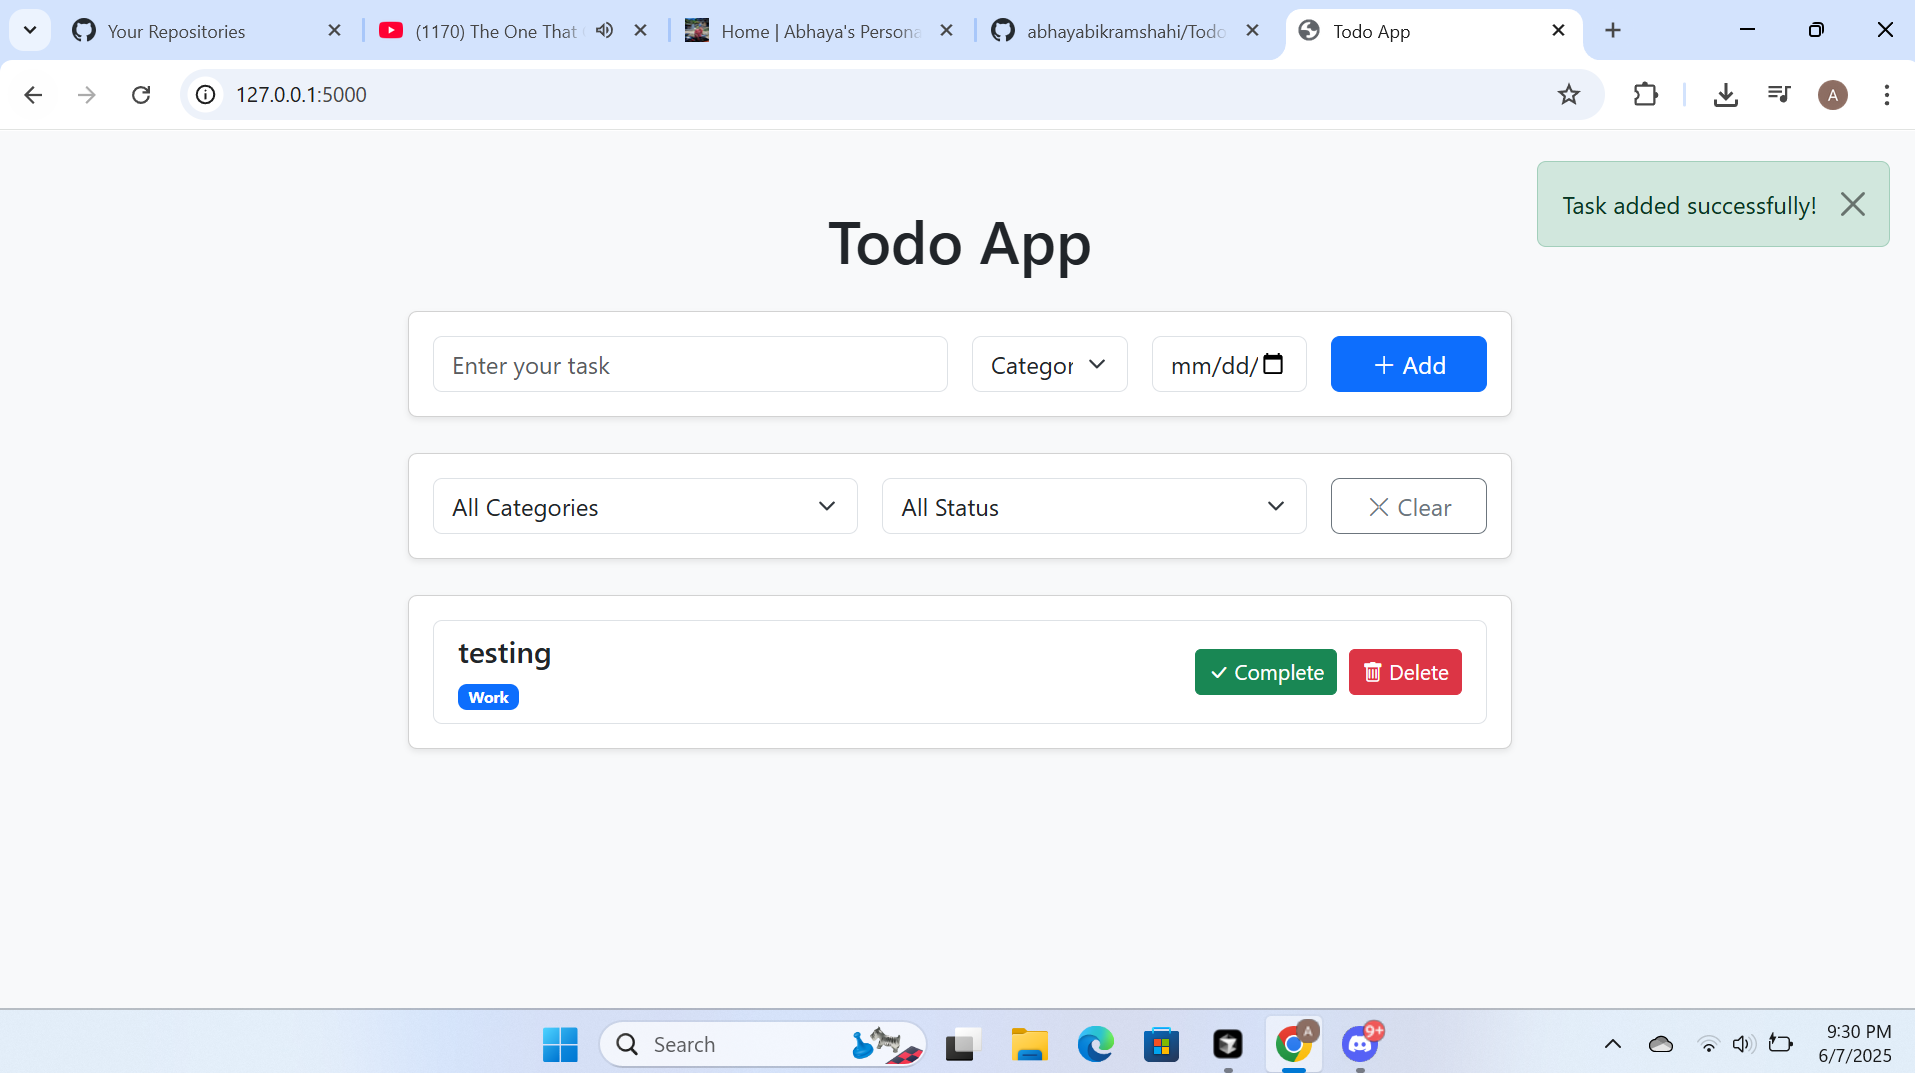 Your Repositories
(1170) The One That
Home | Abhaya's Persona
abhayabikramshahi/Todo
Todo App
127.0.0.1:5000
A
Task added successfully!
Todo App
Enter your task
Categor
mm/dd/
+ Add
All Categories
All Status
Clear
testing
Work
Complete
Delete
Search
A
9+
9:30 PM
6/7/2025